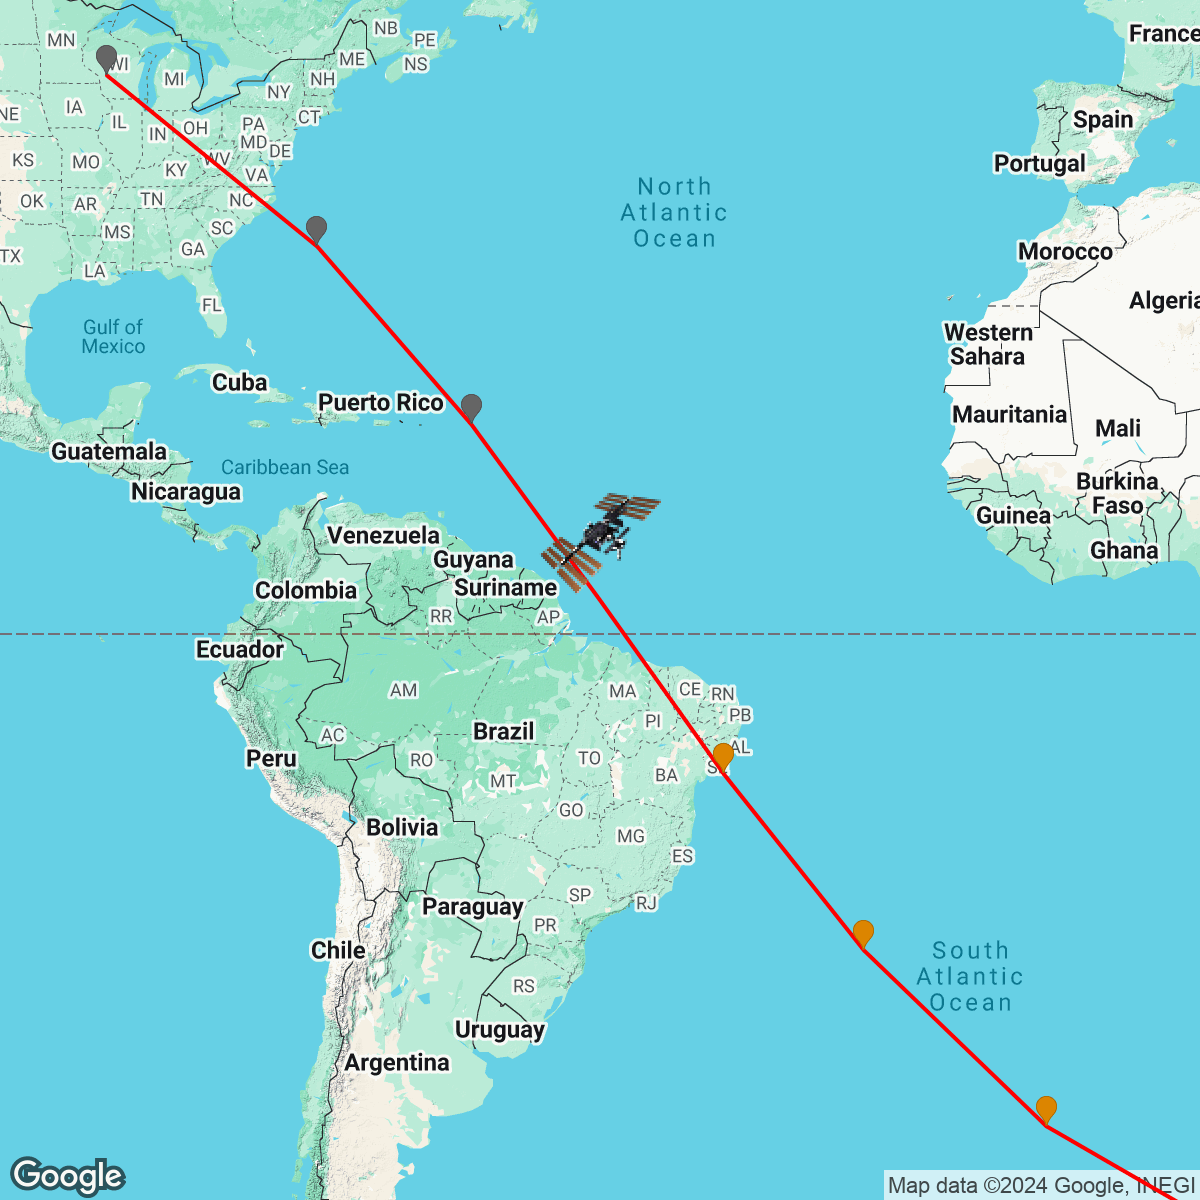 MN
WI
MI
NB
PE
NS
ME
NH
NY
CT
France
Spain
Portugal
NE
IA
IL
IN
OH
PA
MD
DE
KS
MO
KY
WV
VA
OK
AR
TN
NC
TX
MS
SC
GA
LA
FL
North
Atlantic
Ocean
Morocco
Algeria
Gulf of
Mexico
Western
Sahara
Cuba
Puerto Rico
Mauritania
Mali
Guatemala
Caribbean Sea
Nicaragua
Burkina
Faso
Guinea
Ghana
Venezuela
Guyana
Suriname
Colombia
RR
AP
Ecuador
AM
MA
CE
RN
PB
PI
AL
AC
Brazil
Peru
RO
TO
MT
BA
GO
Bolivia
MG
ES
SP
RJ
Paraguay
PR
Chile
South
Atlantic
Ocean
RS
Uruguay
Argentina
Google
Map data ©2024 Google, INEGI